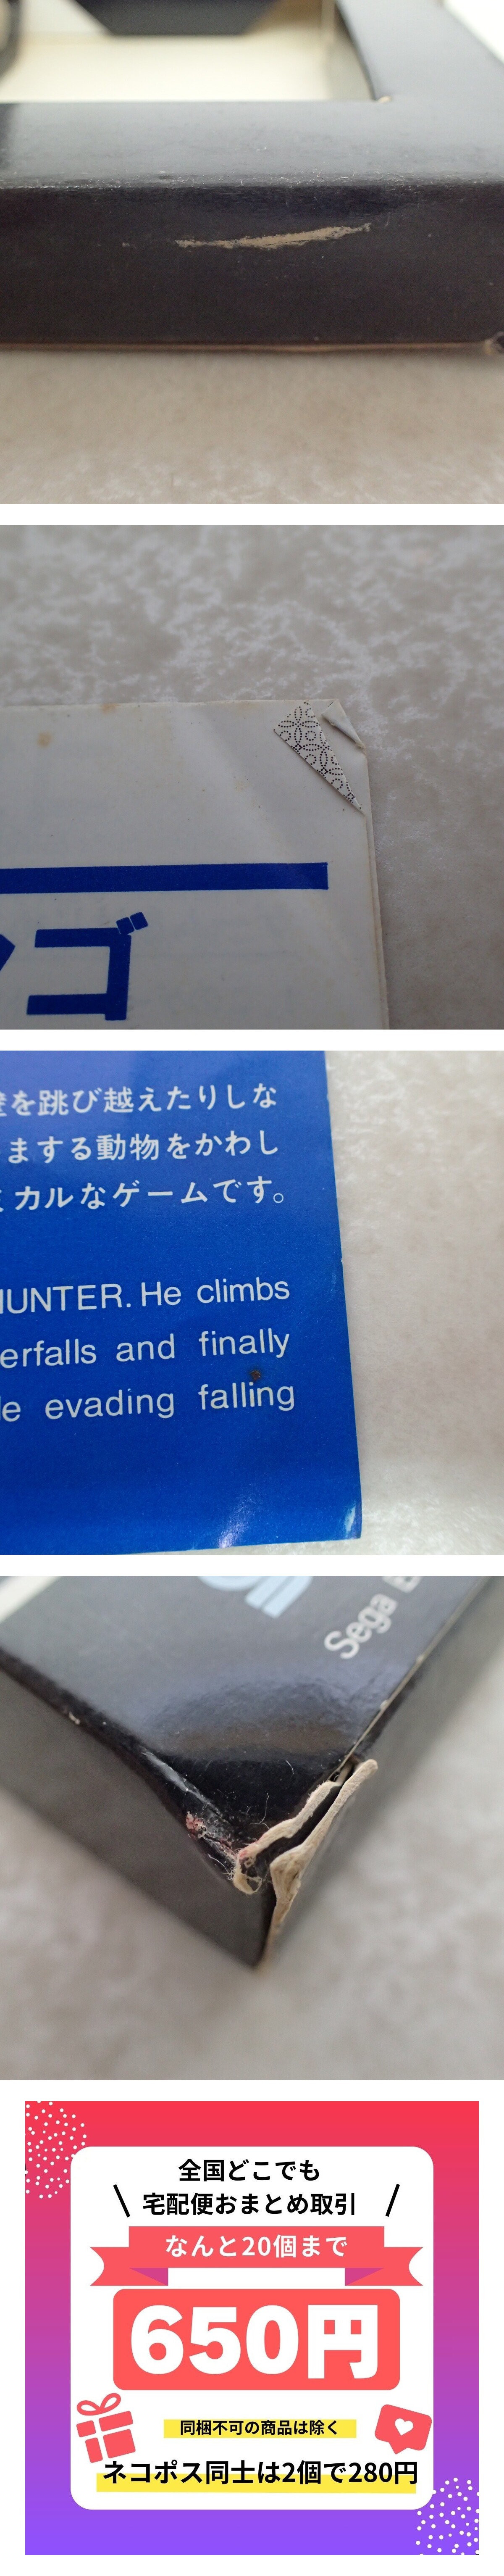 ンゴ
を跳び越えたりしな
まする動物をかわし
ミカルなゲームです。
HUNTER. He climbs
erfalls and finally
le evading falling
Sega
全国どこでも
宅配便おまとめ取引
なんと20個まで
650円
同梱不可の商品は除く
ネコポス同士は2個で280円